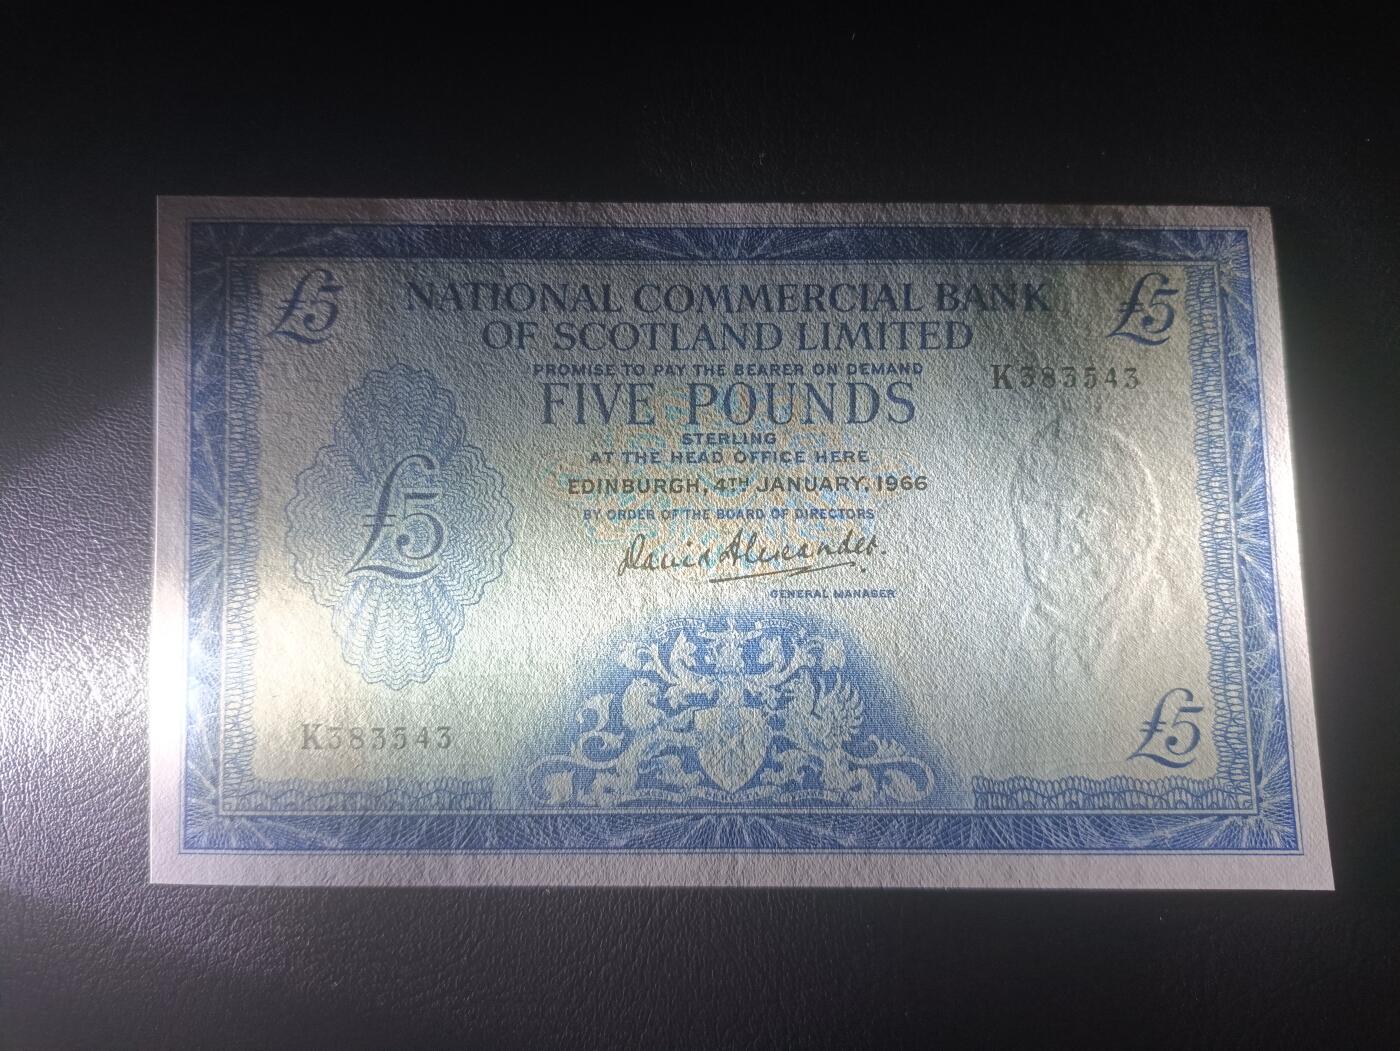 £5
£5
NATIONAL COMMERCIAL BANK
OF SCOTLAND LIMITED
PROMISE TO PAY THE BEARER ON DEMAND
K383543
FIVE POUNDS
STERLING
AT THE HEAD OFFICE HERE
EDINBURGH, 4TH JANUARY, 1966
BY ORDER OF THE BOARD OF DIRECTORS
£5
David Alexander.
GENERAL MANAGER
K383543
£5